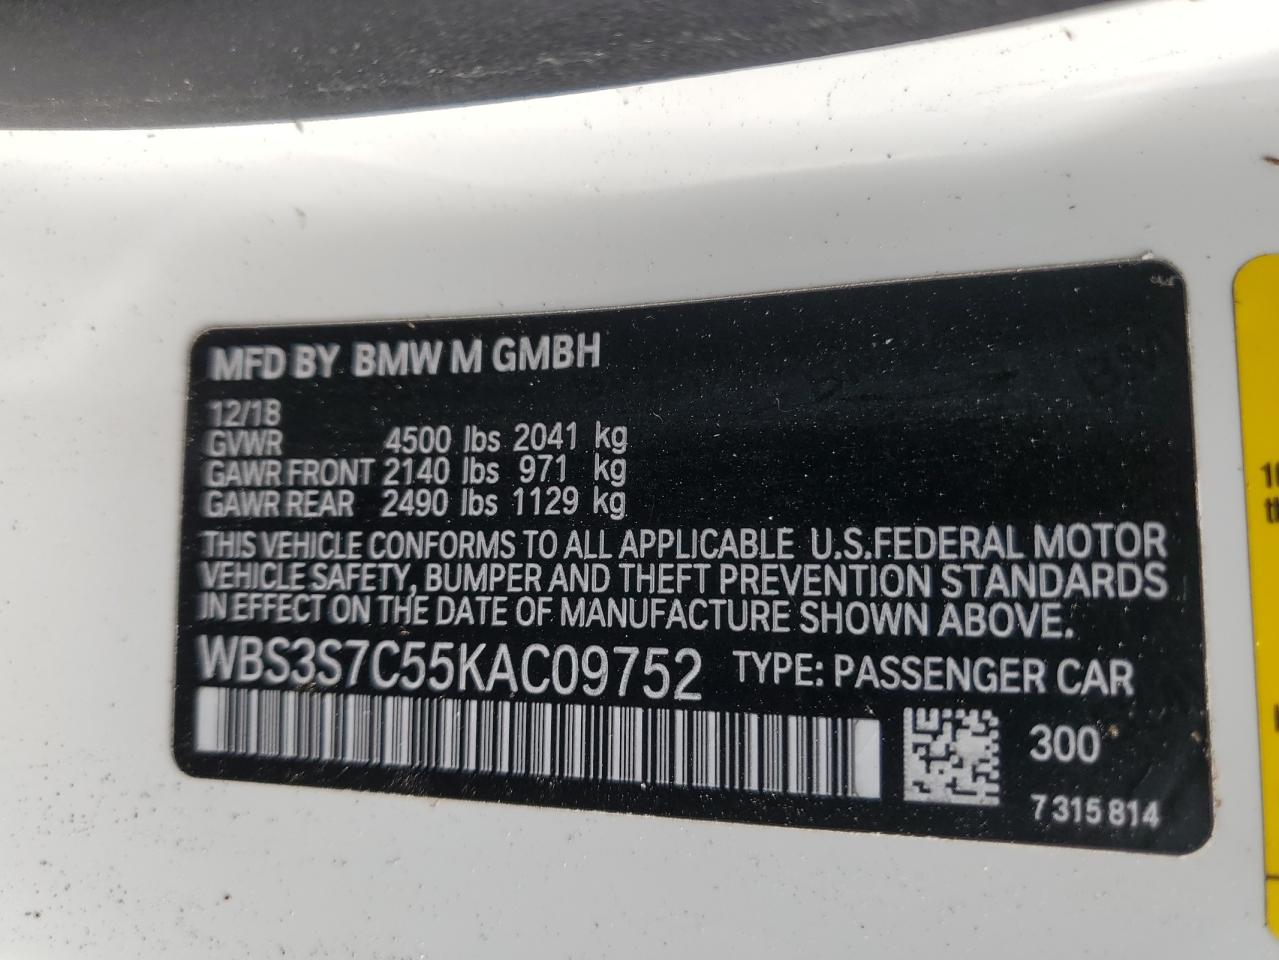 MFD BY BMW M GMBH
12/18
GVWR 4500 lbs 2041 kg
GAWR FRONT 2140 lbs 971 kg
GAWR REAR 2490 lbs 1129 kg
THIS VEHICLE CONFORMS TO ALL APPLICABLE U.S.FEDERAL MOTOR
VEHICLE SAFETY, BUMPER AND THEFT PREVENTION STANDARDS
IN EFFECT ON THE DATE OF MANUFACTURE SHOWN ABOVE.
WBS3S7C55KAC09752 TYPE: PASSENGER CAR
300
7 315 814